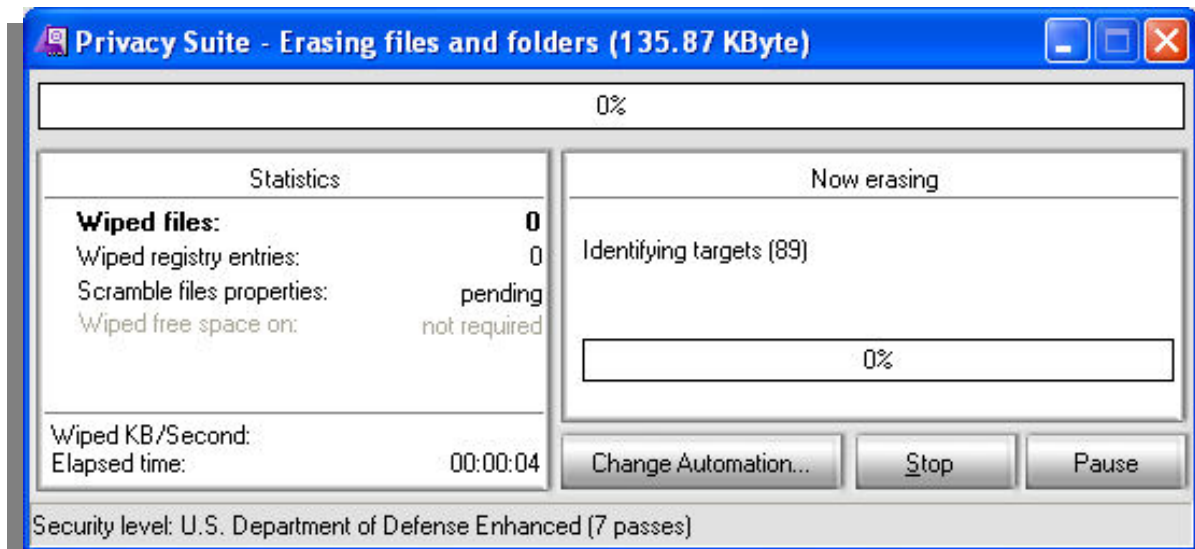 Privacy Suite - Erasing files and folders (135.87 KByte)
0%
Statistics
Wiped files: 0
Wiped registry entries: 0
Scramble files properties: pending
Wiped free space on: not required
Wiped KB/Second:
Elapsed time: 00:00:04
Now erasing
Identifying targets (89)
0%
Change Automation... Stop Pause
Security level: U.S. Department of Defense Enhanced (7 passes)